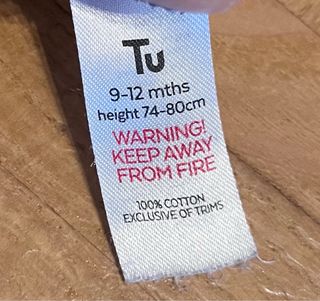 Tu
9-12 mths
height 74-80cm
WARNING!
KEEP AWAY
FROM FIRE
100% COTTON
EXCLUSIVE OF TRIMS